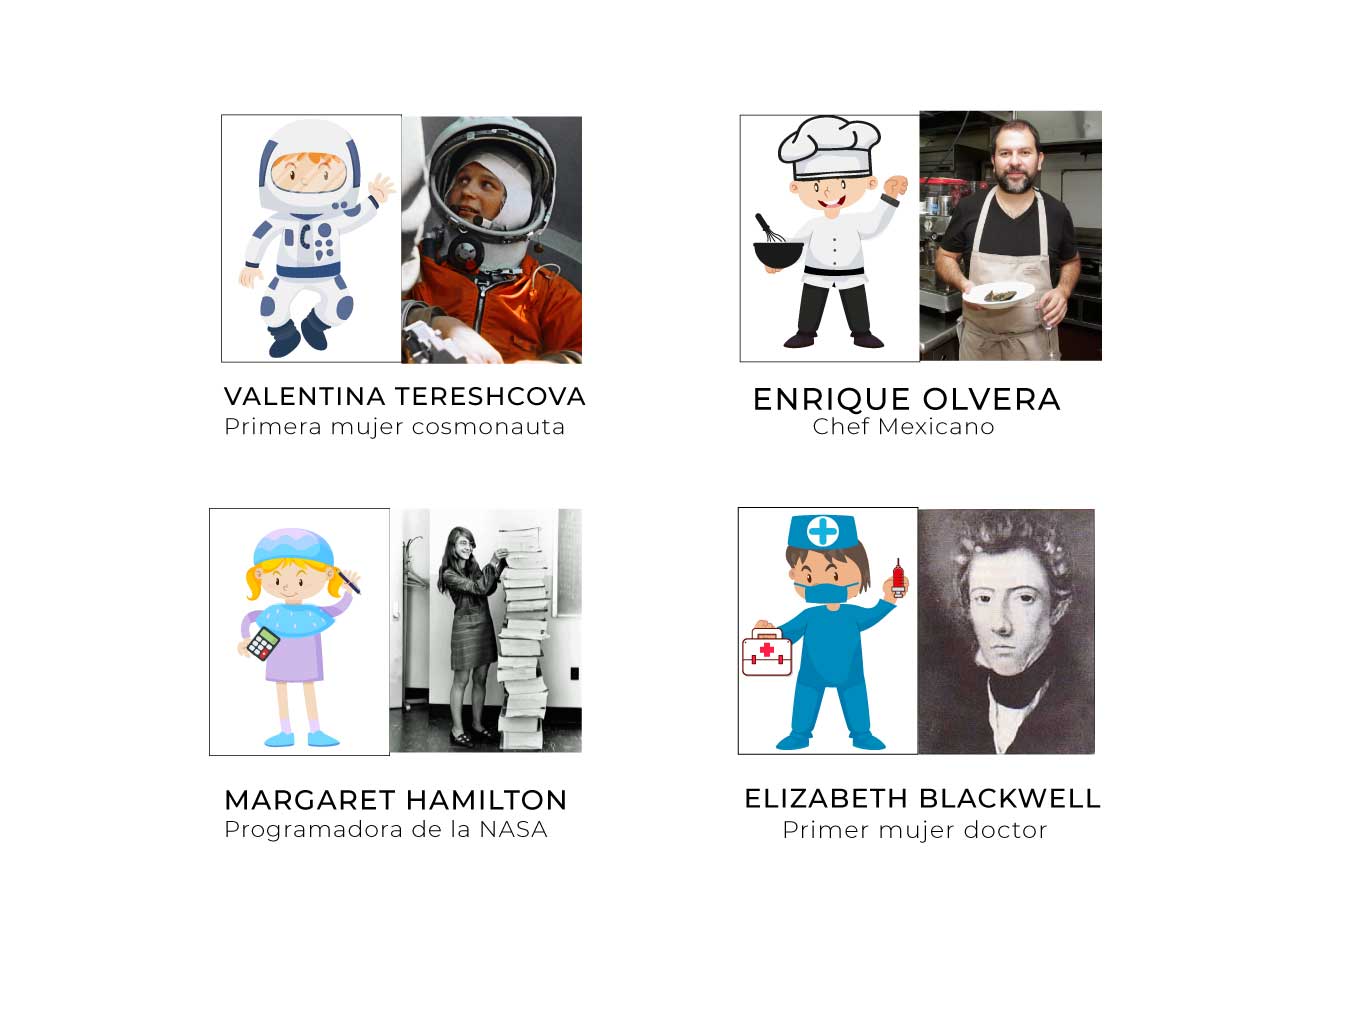 VALENTINA TERESHCOVA
Primera mujer cosmonauta
ENRIQUE OLVERA
Chef Mexicano
MARGARET HAMILTON
Programadora de la NASA
ELIZABETH BLACKWELL
Primer mujer doctor